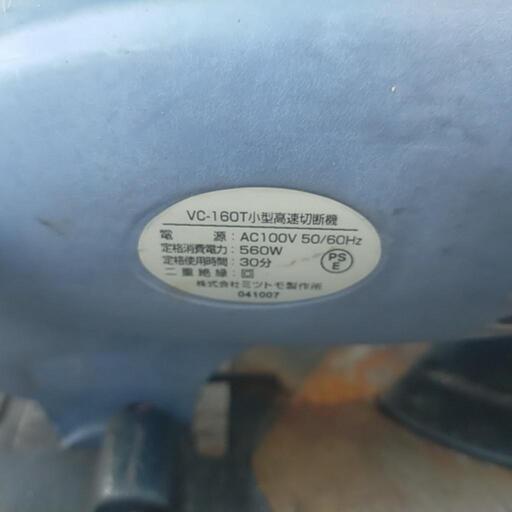 VC-160T小型高速切断機
電源：AC100V 50/60Hz
定格消費電力：560W
定格使用時間：30分
二重絶縁：回
PSE
株式会社ミツトモ製作所
041007